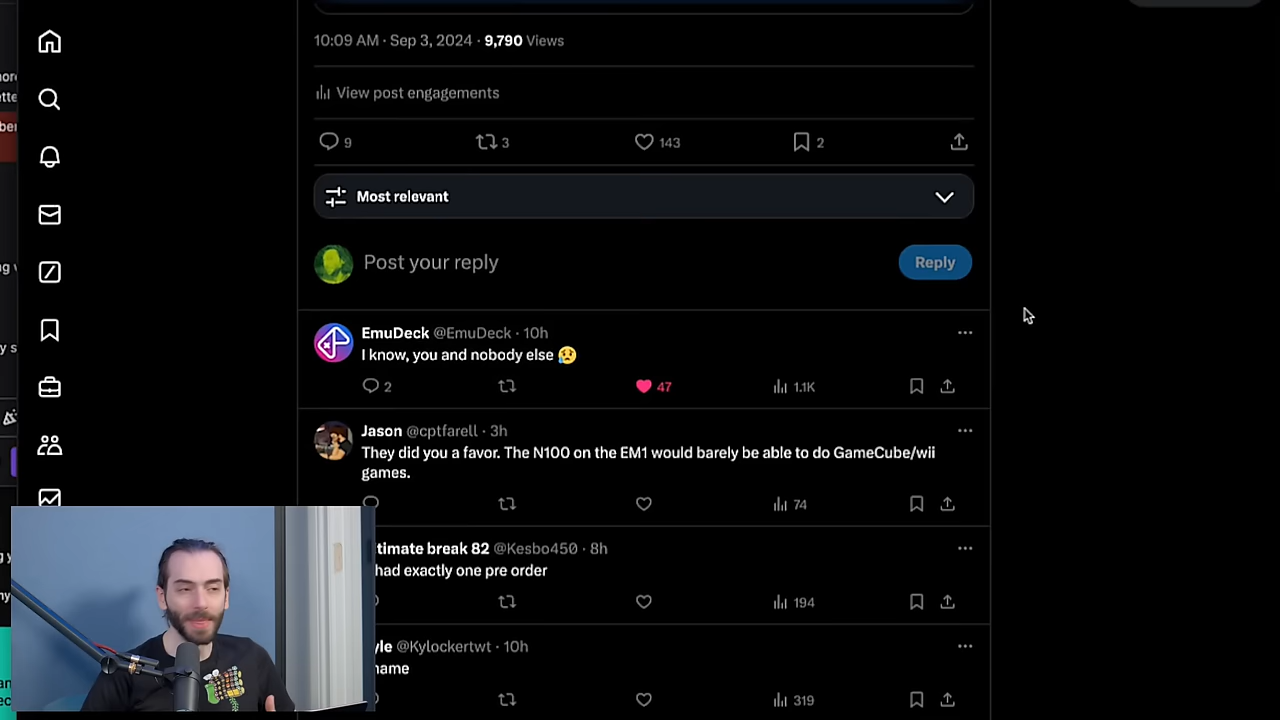 10:09 AM · Sep 3, 2024 · 9,790 Views
View post engagements
9 3 143 2
Most relevant
Post your reply
Reply
EmuDeck @EmuDeck · 10h
I know, you and nobody else 😥
2 47 1.1K
Jason @cptfarell · 3h
They did you a favor. The N100 on the EM1 would barely be able to do GameCube/wii
games.
74
timate break 82 @Kesbo450 · 8h
had exactly one pre order
194
yle @Kylockertwt · 10h
name
319